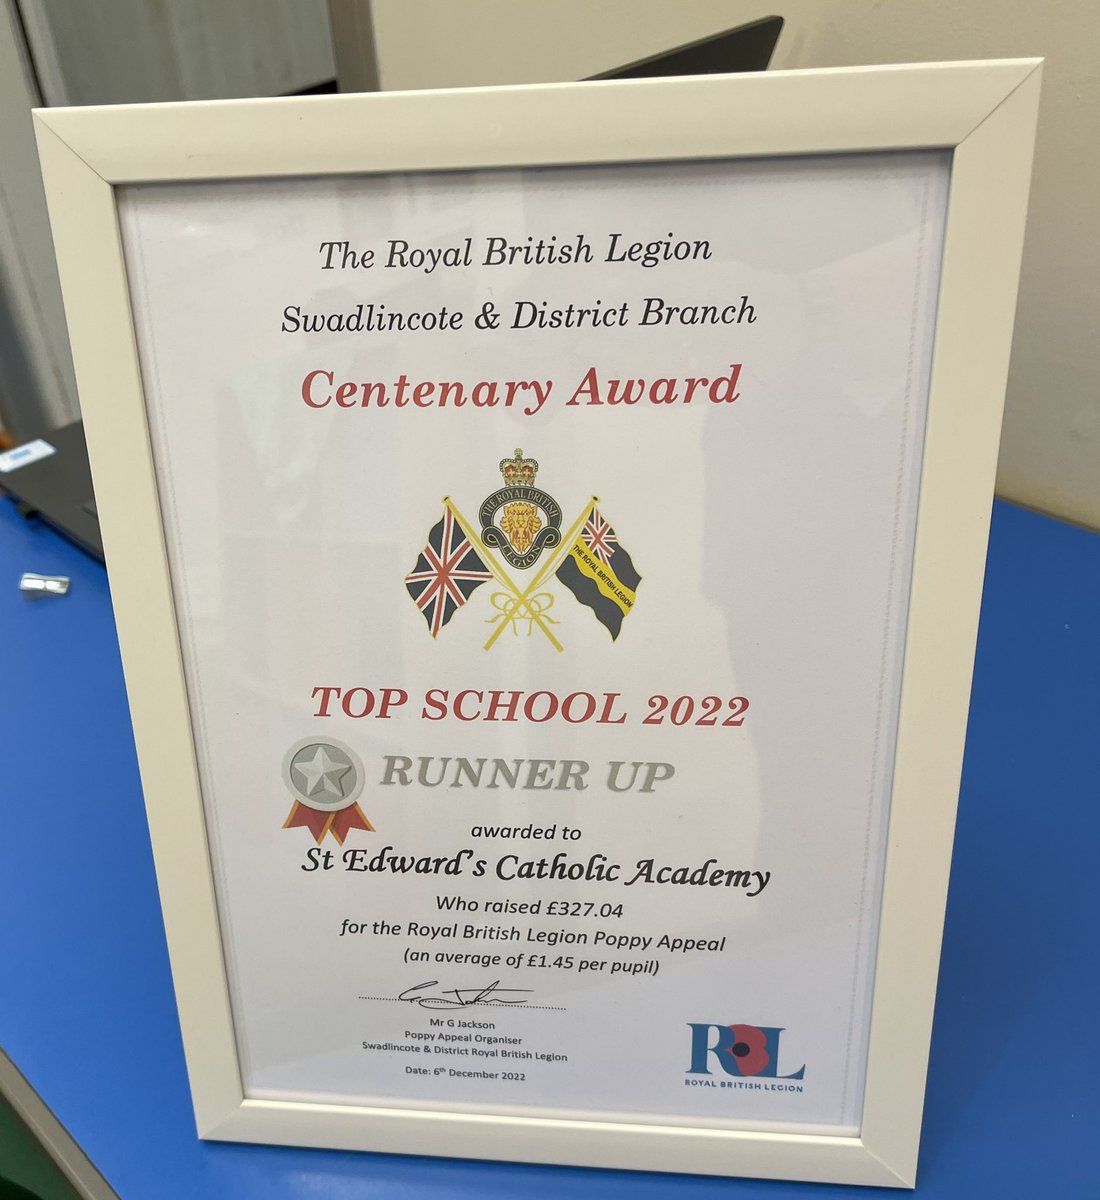 The Royal British Legion
Swadlincote & District Branch
Centenary Award
THE ROYAL BRITISH
LEGION
THE ROYAL BRITISH LEGION
TOP SCHOOL 2022
RUNNER UP
awarded to
St Edward's Catholic Academy
Who raised £327.04
for the Royal British Legion Poppy Appeal
(an average of £1.45 per pupil)
Mr G Jackson
Poppy Appeal Organiser
Swadlincote & District Royal British Legion
Date: 6th December 2022
RBL
ROYAL BRITISH LEGION